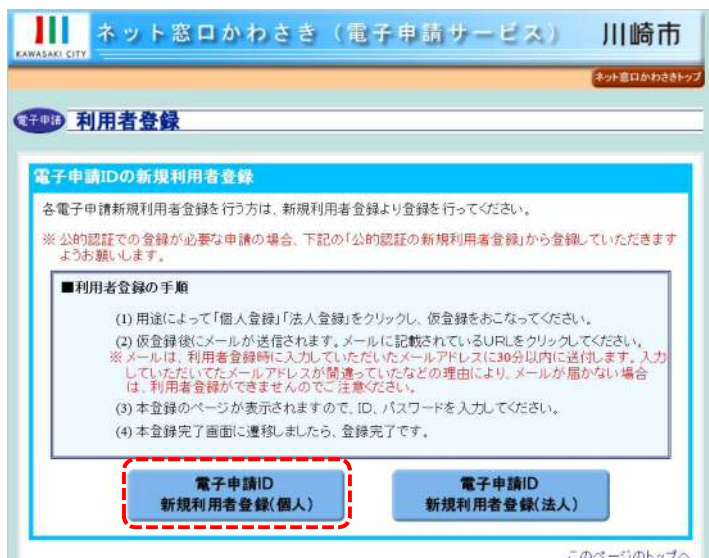 KAWASAKI CITY
ネット窓口かわさき（電子申請サービス）
川崎市
ネット窓口かわさきトップ
電子申請 利用者登録
電子申請IDの新規利用者登録
各電子申請新規利用者登録を行う方は、新規利用者登録より登録を行ってください。
※ 公的認証での登録が必要な申請の場合、下記の「公的認証の新規利用者登録」から登録していただきます
ようお願いします。
■利用者登録の手順
(1) 用途によって「個人登録」「法人登録」をクリックし、仮登録をおこなってください。
(2) 仮登録後にメールが送信されます。メールに記載されているURLをクリックしてください。
※ メールは、利用者登録時に入力していただいたメールアドレスに30分以内に送付します。入力
していただいてたメールアドレスが間違っていたなどの理由により、メールが届かない場合
は、利用者登録ができませんのでご注意ください。
(3) 本登録のページが表示されますので、ID、パスワードを入力してください。
(4) 本登録完了画面に遷移しましたら、登録完了です。
電子申請ID
新規利用者登録(個人)
電子申請ID
新規利用者登録(法人)
このページのトップへ